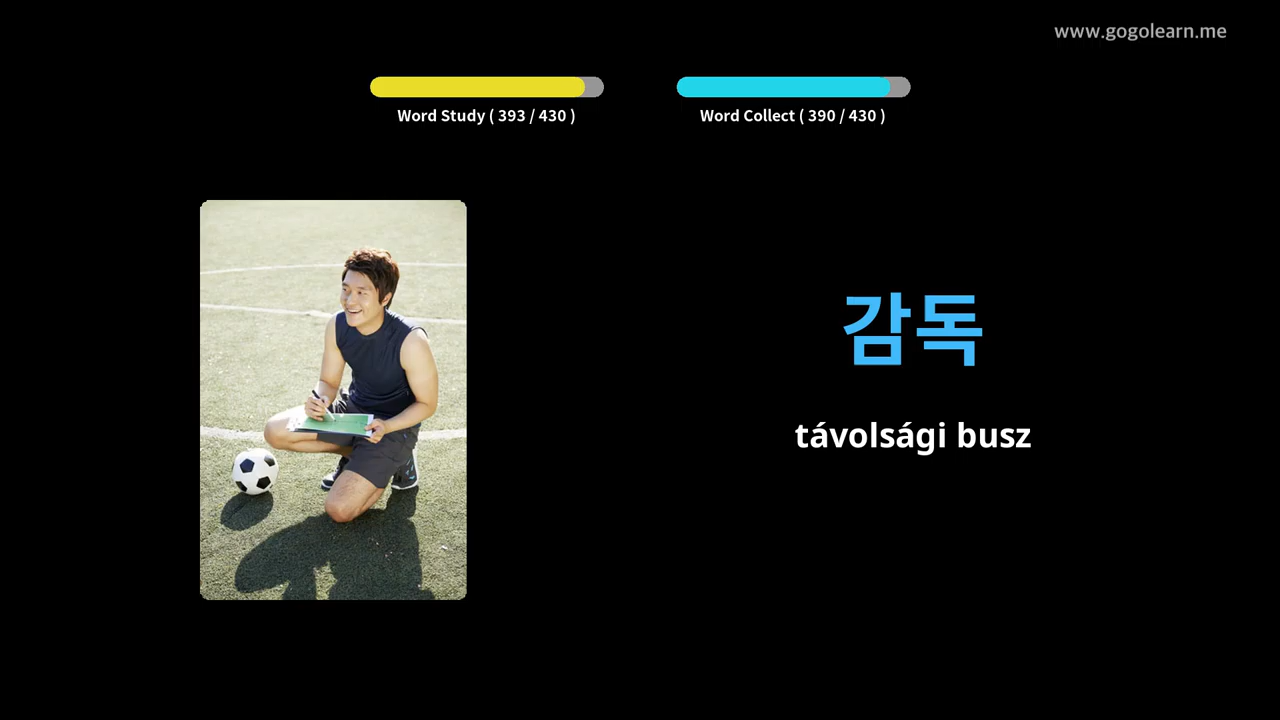 www.gogolearn.me
Word Study ( 393 / 430 )
Word Collect ( 390 / 430 )
감독
távolsági busz